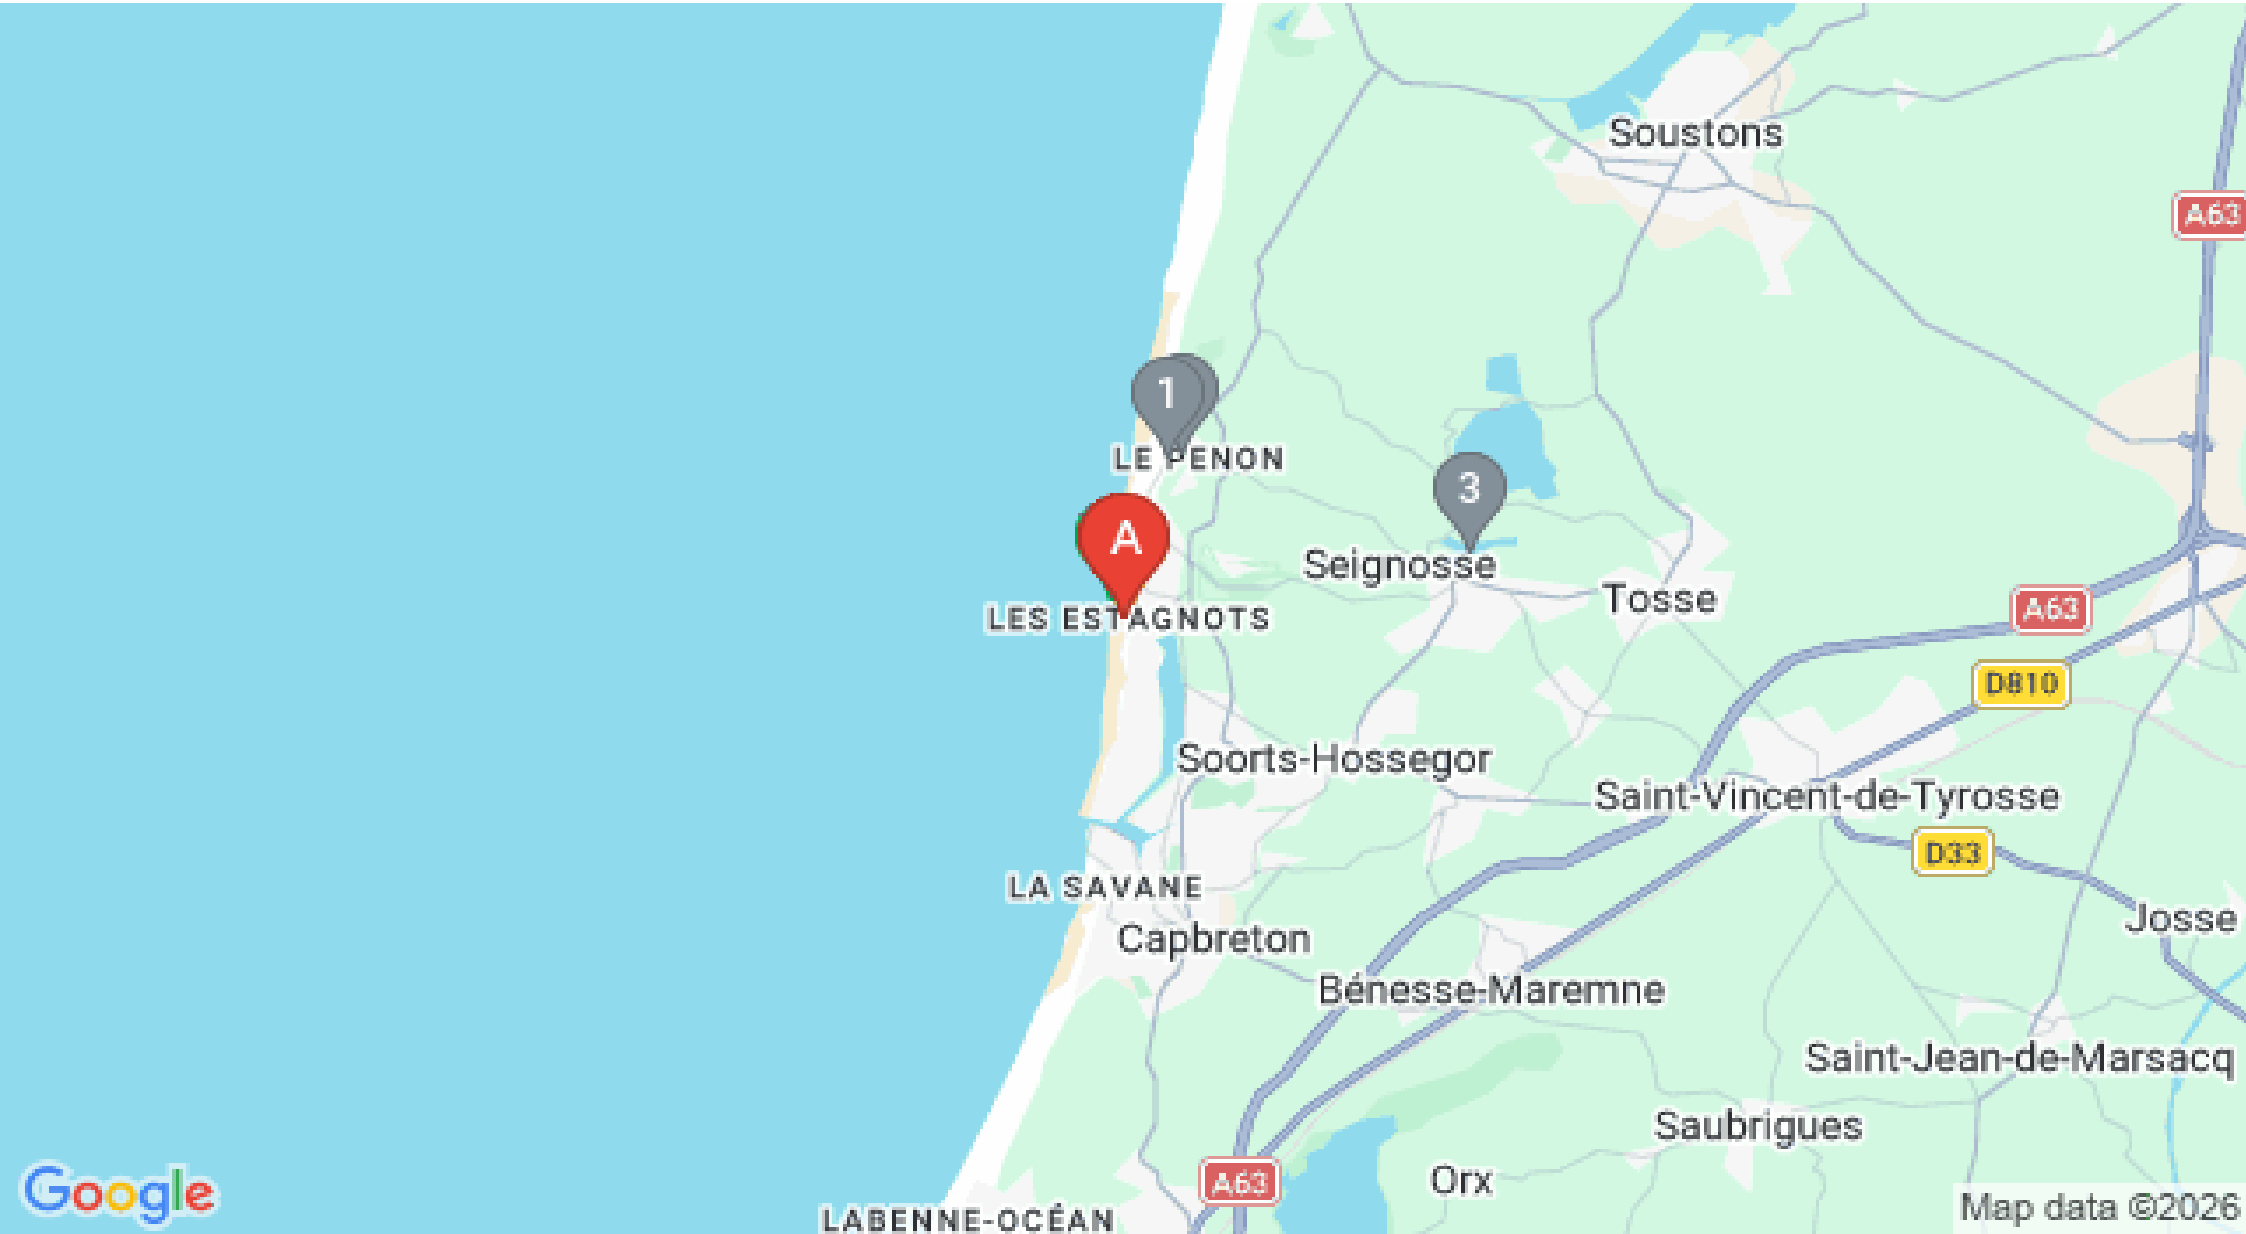 Soustons
A63
1
LE PENON
3
A
Seignosse
Tosse
A63
LES ESTAGNOTS
D810
Soorts-Hossegor
Saint-Vincent-de-Tyrosse
D33
LA SAVANE
Josse
Capbreton
Bénesse-Maremne
Saint-Jean-de-Marsacq
Saubrigues
A63
Orx
Google
LABENNE-OCÉAN
Map data ©2026